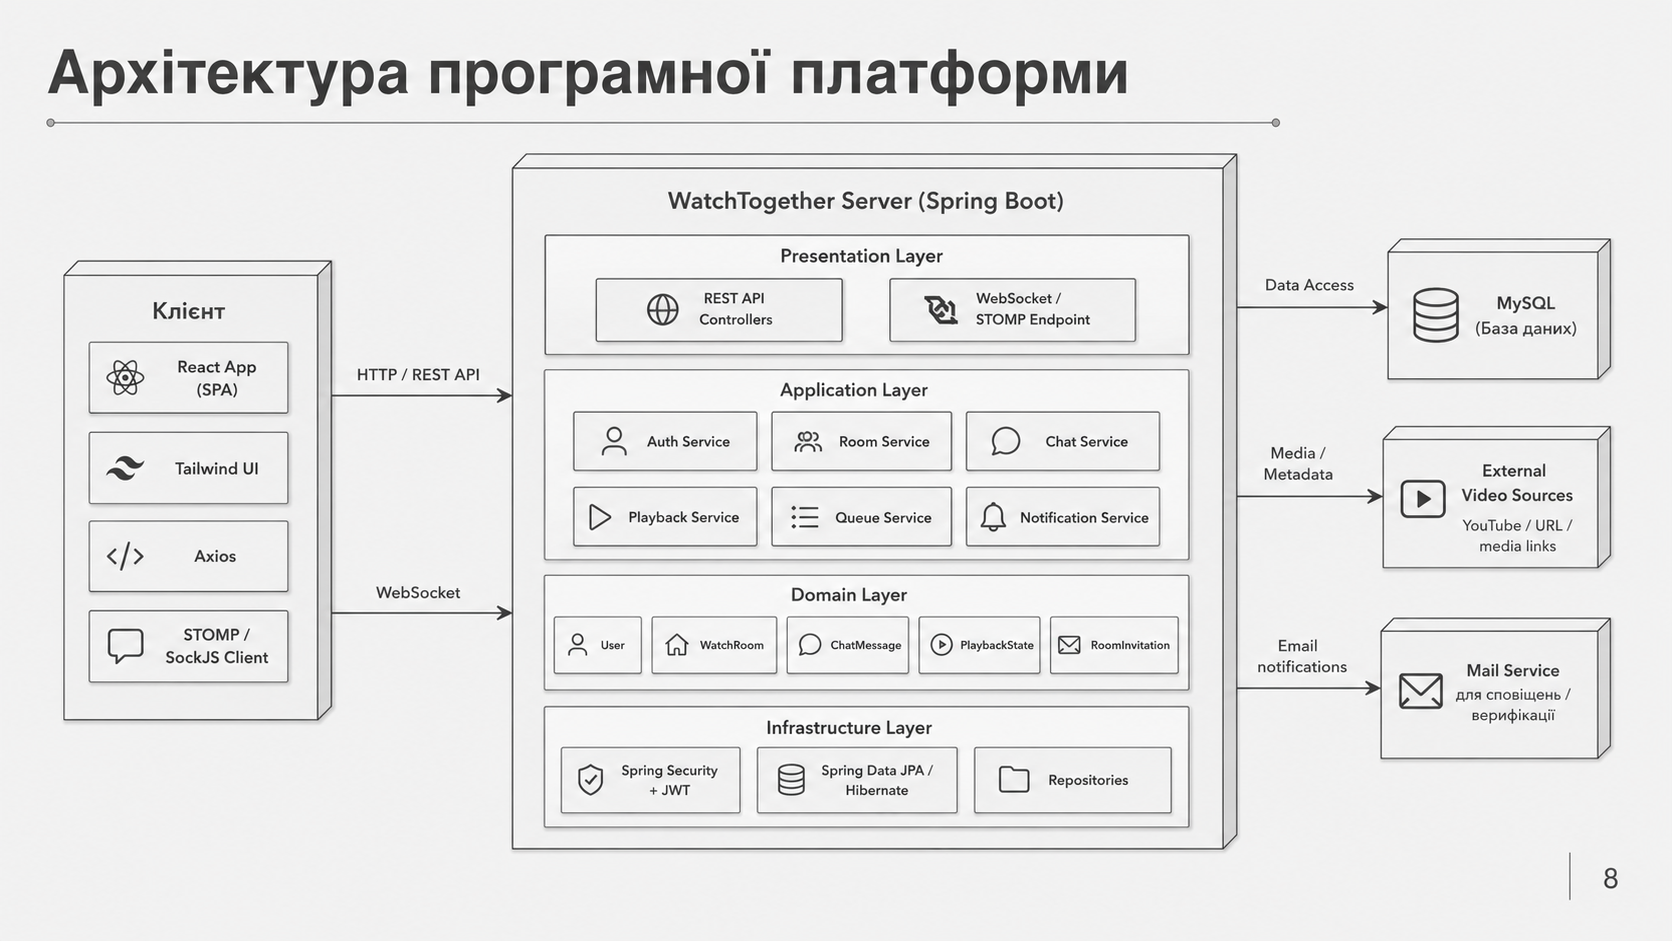 Архітектура програмної платформи
Клієнт
React App
(SPA)
Tailwind UI
Axios
STOMP /
SockJS Client
HTTP / REST API
WebSocket
WatchTogether Server (Spring Boot)
Presentation Layer
REST API
Controllers
WebSocket /
STOMP Endpoint
Application Layer
Auth Service
Room Service
Chat Service
Playback Service
Queue Service
Notification Service
Domain Layer
User
WatchRoom
ChatMessage
PlaybackState
RoomInvitation
Infrastructure Layer
Spring Security
+ JWT
Spring Data JPA /
Hibernate
Repositories
Data Access
MySQL
(База даних)
Media /
Metadata
External
Video Sources
YouTube / URL /
media links
Email
notifications
Mail Service
для сповіщень /
верифікації
8